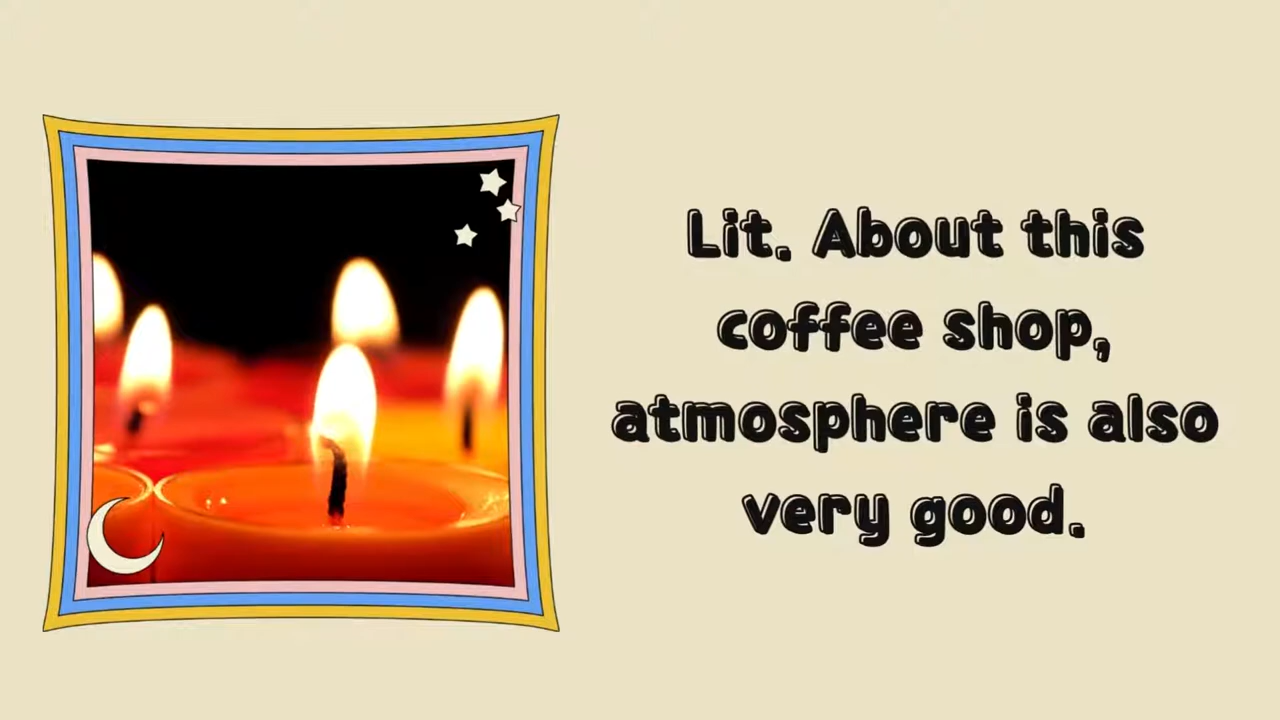 Lit. About this
coffee shop,
atmosphere is also
very good.